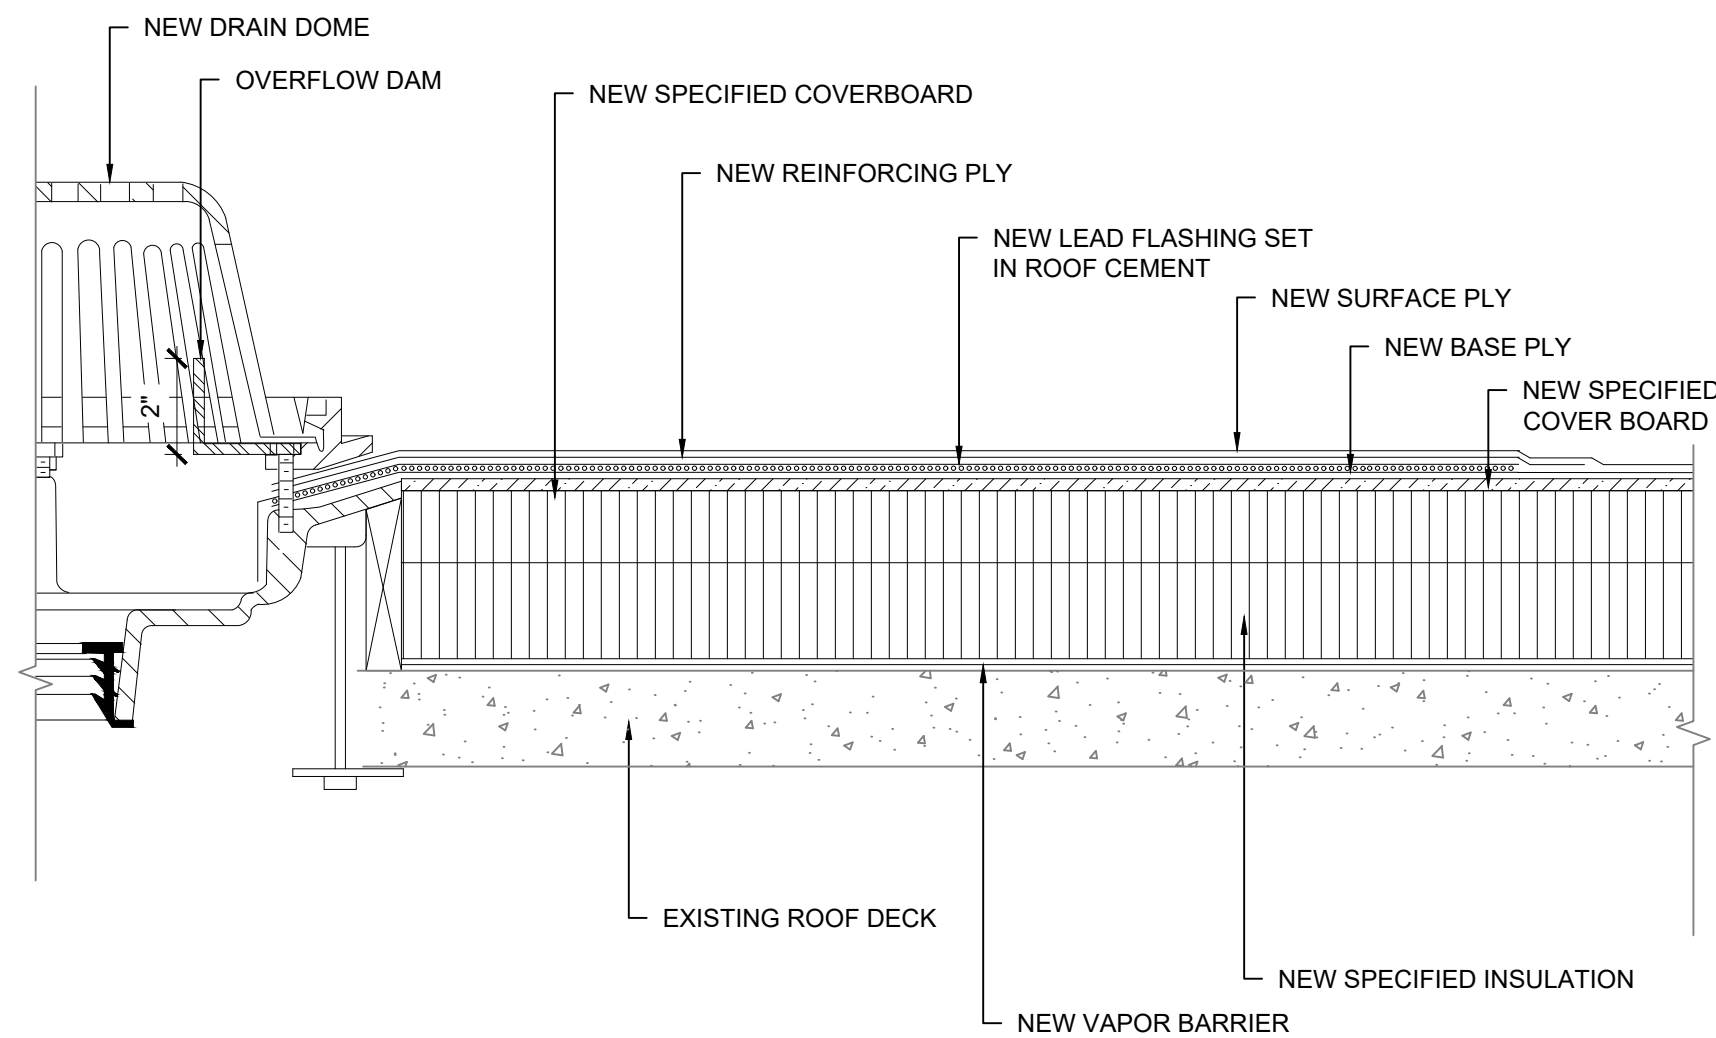 NEW DRAIN DOME
OVERFLOW DAM
NEW SPECIFIED COVERBOARD
NEW REINFORCING PLY
NEW LEAD FLASHING SET
IN ROOF CEMENT
NEW SURFACE PLY
NEW BASE PLY
NEW SPECIFIED
COVER BOARD
2"
EXISTING ROOF DECK
NEW SPECIFIED INSULATION
NEW VAPOR BARRIER